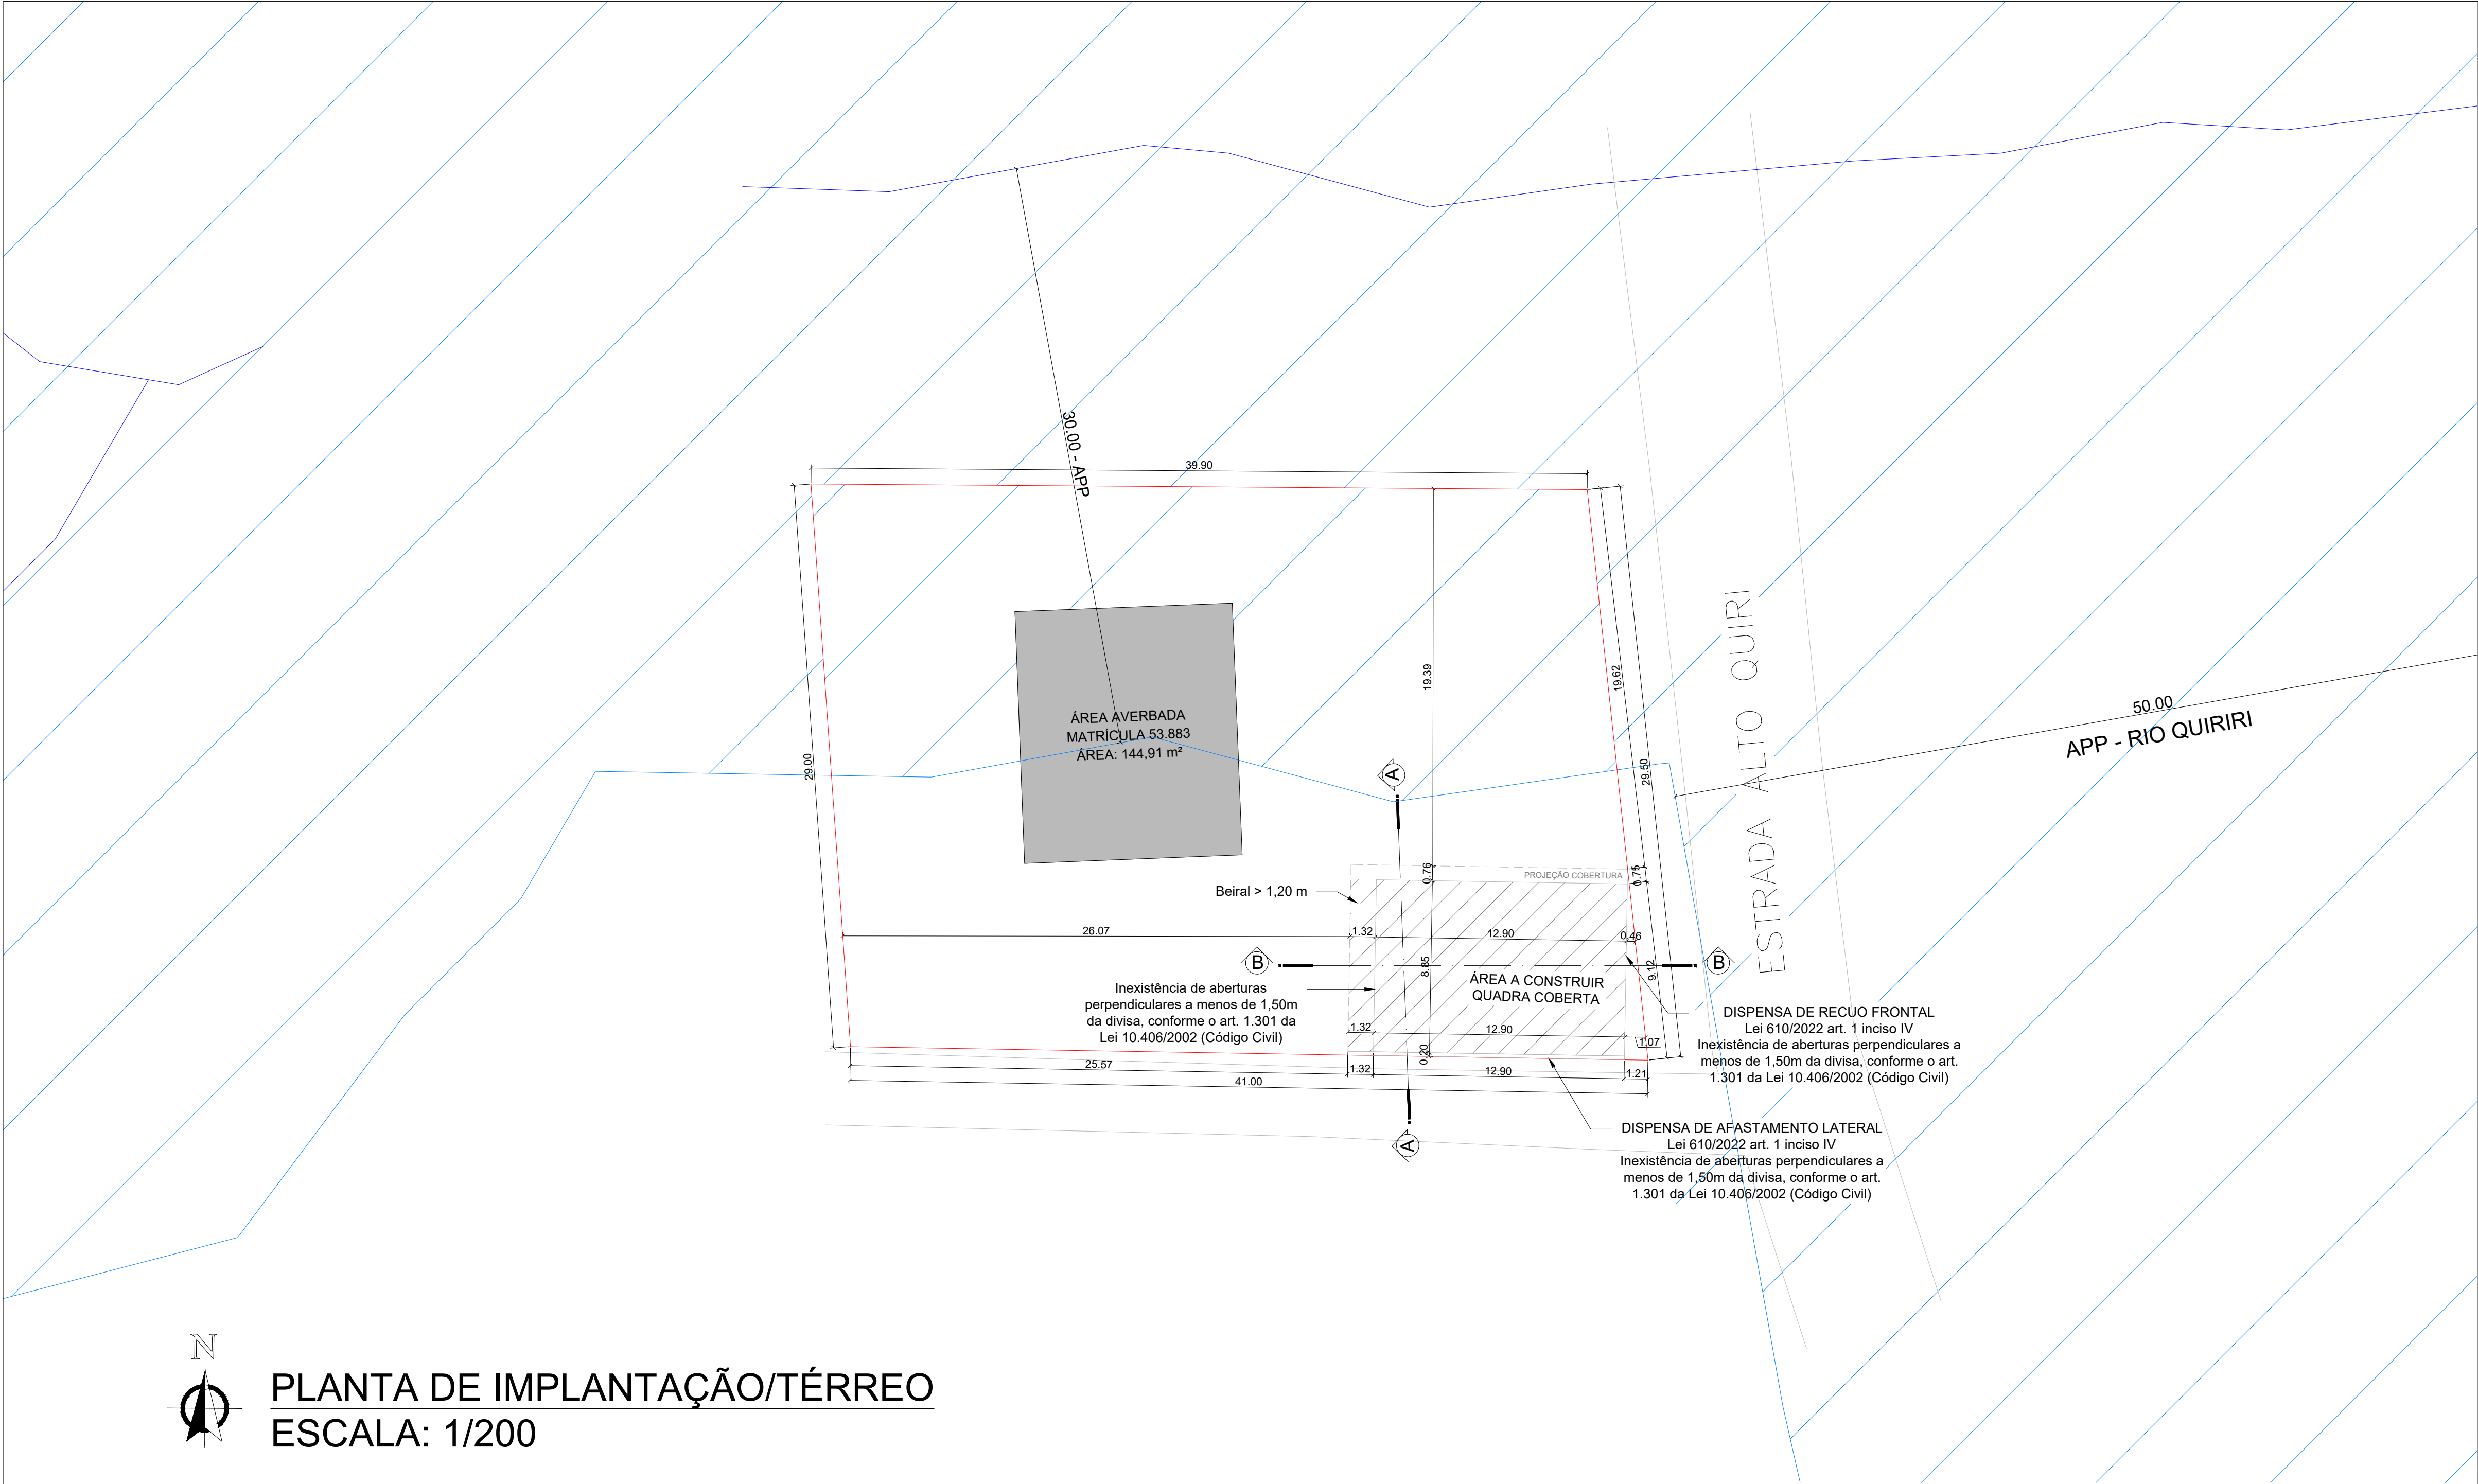 30.00 - APP
39.90
29.00
19.39
19.62
29.50
ESTRADA ALTO QUIRI
50.00
APP - RIO QUIRIRI
ÁREA AVERBADA
MATRÍCULA 53.883
ÁREA: 144,91 m²
A
0.76
0.75
PROJEÇÃO COBERTURA
Beiral > 1,20 m
26.07
1.32
12.90
0.46
B
8.85
9.12
B
ÁREA A CONSTRUIR
QUADRA COBERTA
Inexistência de aberturas
perpendiculares a menos de 1,50m
da divisa, conforme o art. 1.301 da
Lei 10.406/2002 (Código Civil)
1.32
12.90
1.07
DISPENSA DE RECUO FRONTAL
Lei 610/2022 art. 1 inciso IV
Inexistência de aberturas perpendiculares a
menos de 1,50m da divisa, conforme o art.
1.301 da Lei 10.406/2002 (Código Civil)
0.20
25.57
1.32
12.90
1.21
41.00
A
DISPENSA DE AFASTAMENTO LATERAL
Lei 610/2022 art. 1 inciso IV
Inexistência de aberturas perpendiculares a
menos de 1,50m da divisa, conforme o art.
1.301 da Lei 10.406/2002 (Código Civil)
N
PLANTA DE IMPLANTAÇÃO/TÉRREO
ESCALA: 1/200